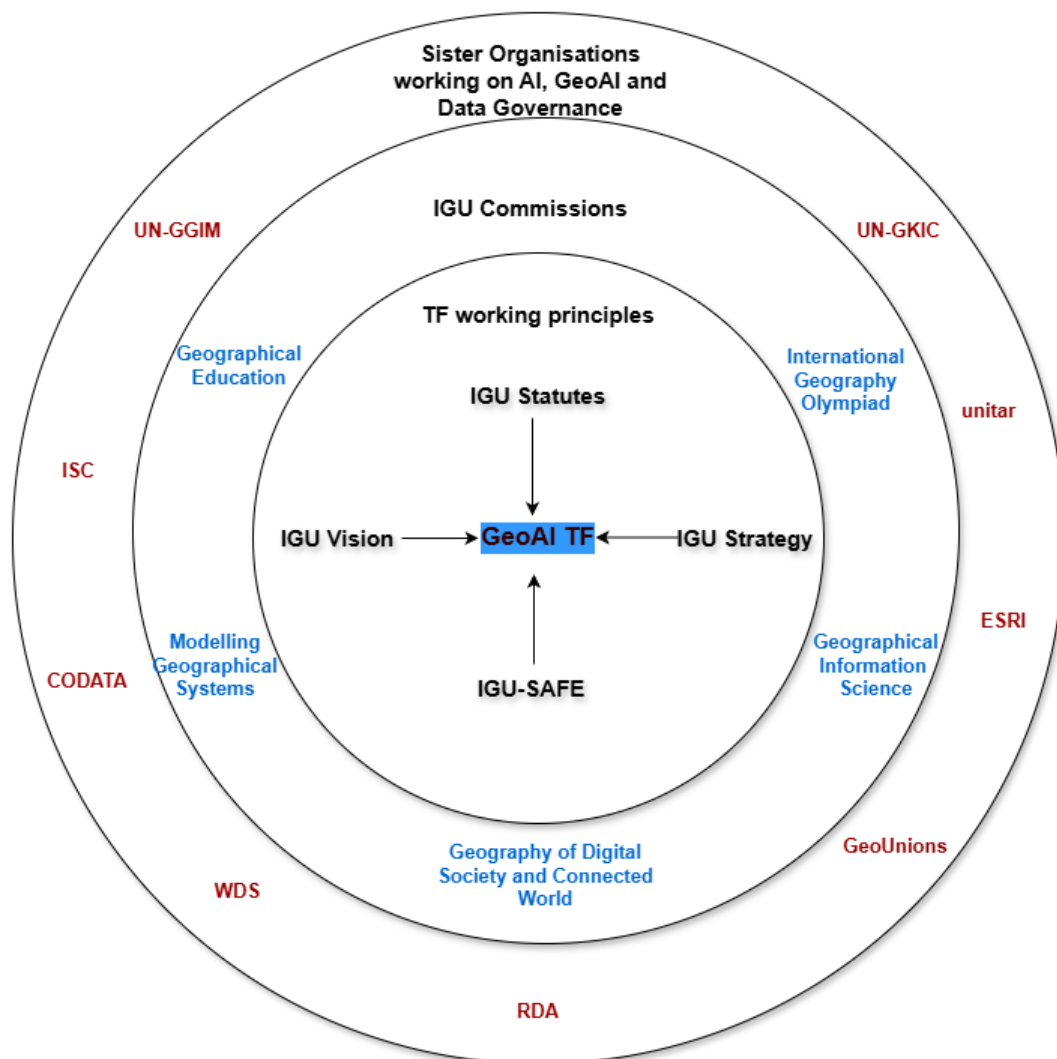 Sister Organisations
working on AI, GeoAI and
Data Governance
IGU Commissions
UN-GGIM
UN-GKIC
TF working principles
Geographical
Education
International
Geography
Olympiad
IGU Statutes
unitar
ISC
IGU Vision
GeoAI TF
IGU Strategy
ESRI
Modelling
Geographical
Systems
Geographical
Information
Science
CODATA
IGU-SAFE
GeoUnions
Geography of Digital
Society and Connected
World
WDS
RDA